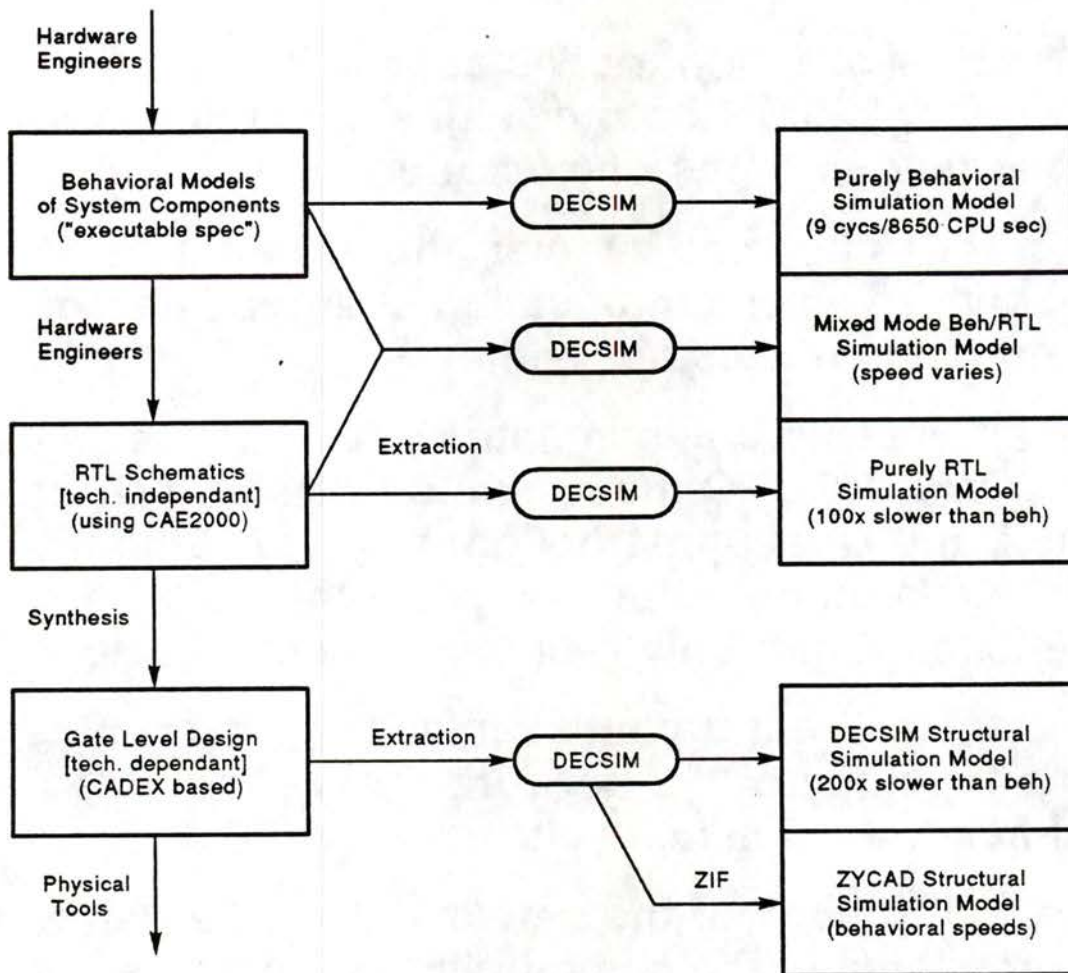 Hardware
Engineers
Behavioral Models
of System Components
("executable spec")
DECSIM
Purely Behavioral
Simulation Model
(9 cycs/8650 CPU sec)
Hardware
Engineers
DECSIM
Mixed Mode Beh/RTL
Simulation Model
(speed varies)
RTL Schematics
[tech. independant]
(using CAE2000)
Extraction
DECSIM
Purely RTL
Simulation Model
(100x slower than beh)
Synthesis
Gate Level Design
[tech. dependant]
(CADEX based)
Extraction
DECSIM
DECSIM Structural
Simulation Model
(200x slower than beh)
Physical
Tools
ZIF
ZYCAD Structural
Simulation Model
(behavioral speeds)